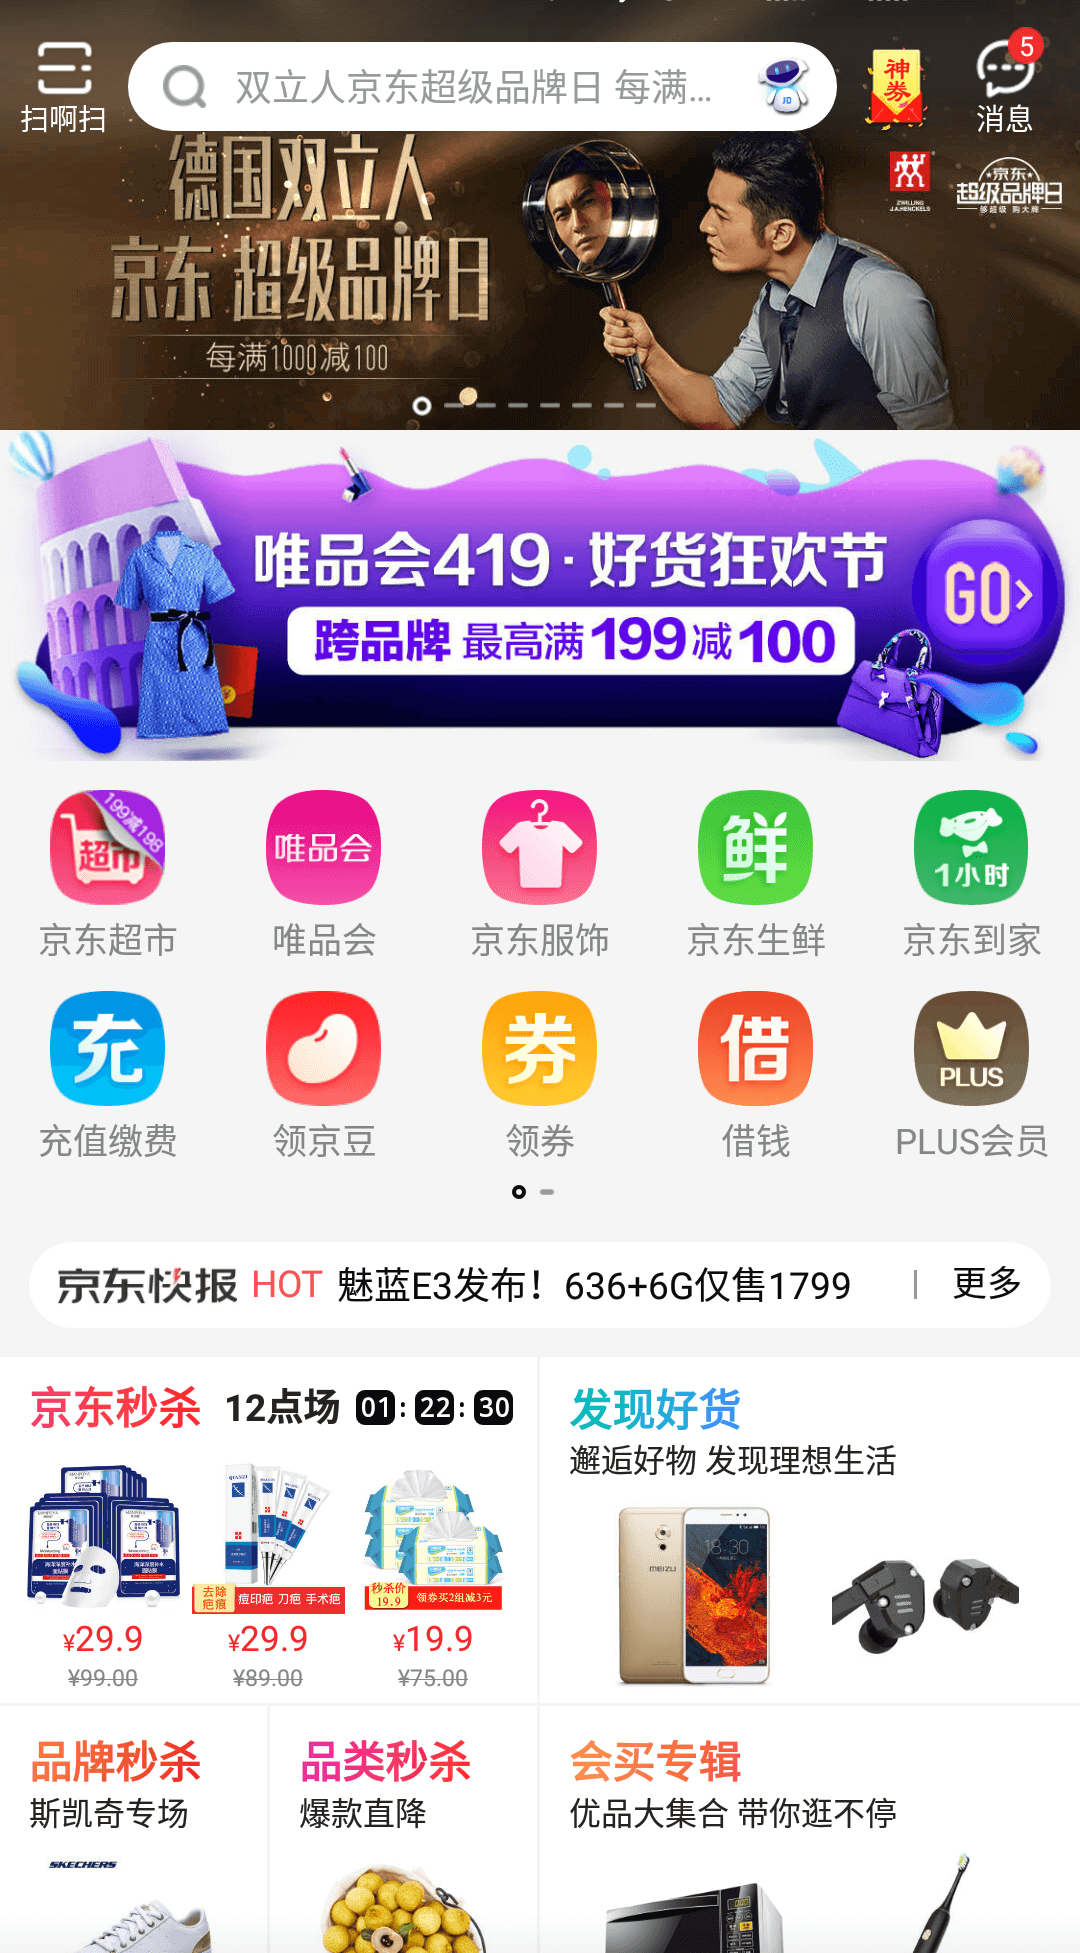 扫啊扫
双立人京东超级品牌日 每满...
JD
神券
5
消息
德国双立人
京东 超级品牌日
每满1000减100
ZWILLING
J.A.HENCKELS
京东
超级品牌日
够超级 购大牌
唯品会419·好货狂欢节
跨品牌 最高满199减100
GO>
199减198
超市
唯品会
鲜
1小时
京东超市
唯品会
京东服饰
京东生鲜
京东到家
充
券
借
PLUS
充值缴费
领京豆
领券
借钱
PLUS会员
京东快报 HOT 魅蓝E3发布！636+6G仅售1799 | 更多
京东秒杀 12点场 01:22:30
去除疤痕
痘印疤 刀疤 手术疤
秒杀价
19.9
领券买2组减3元
¥29.9
¥29.9
¥19.9
¥99.00
¥89.00
¥75.00
发现好货
邂逅好物 发现理想生活
MEIZU
18:30
品牌秒杀
斯凯奇专场
SKECHERS
品类秒杀
爆款直降
会买专辑
优品大集合 带你逛不停